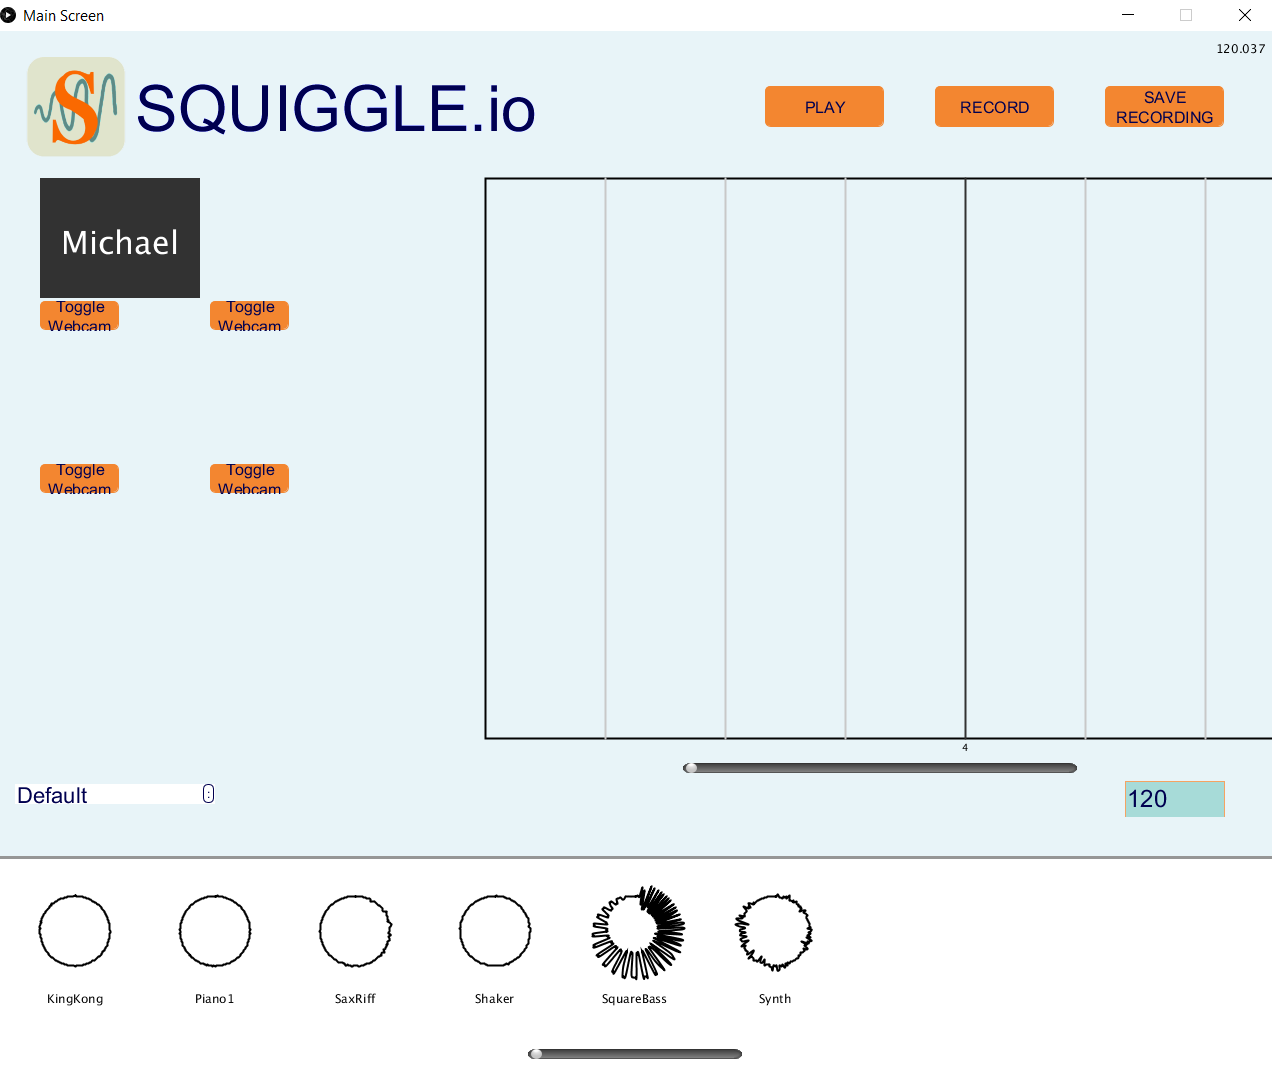 Main Screen
120.037
S
SQUIGGLE.io
PLAY
RECORD
SAVE
RECORDING
Michael
Toggle
Webcam
Toggle
Webcam
Toggle
Webcam
Toggle
Webcam
4
Default
:
120
KingKong
Piano1
SaxRiff
Shaker
SquareBass
Synth